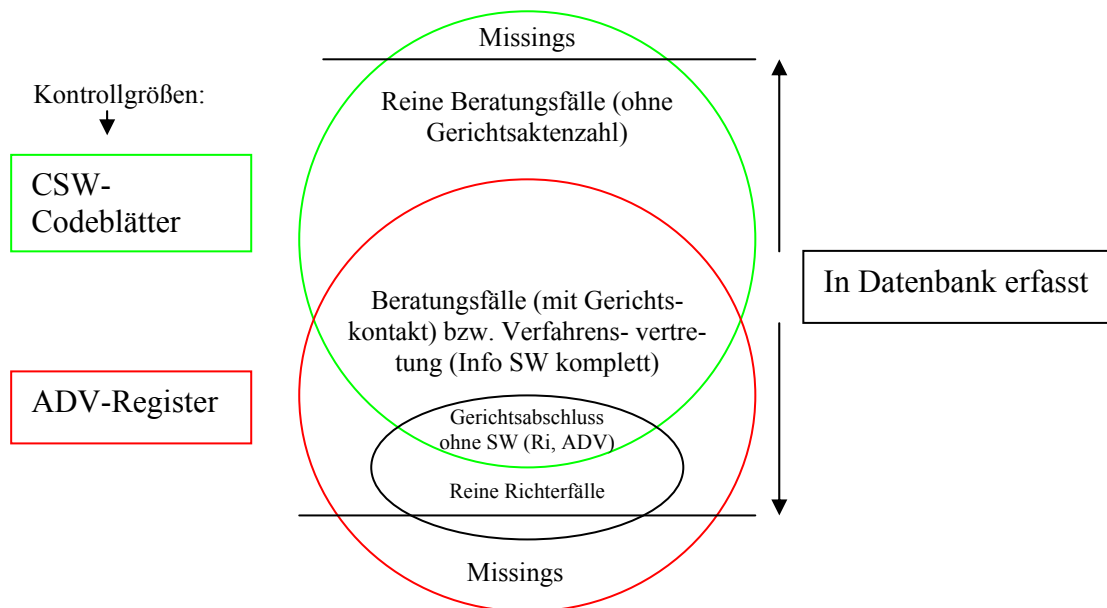 Missings
Kontrollgrößen:
Reine Beratungsfälle (ohne
Gerichtsaktenzahl)
CSW-
Codeblätter
In Datenbank erfasst
Beratungsfälle (mit Gerichts-
kontakt) bzw. Verfahrens- vertre-
tung (Info SW komplett)
ADV-Register
Gerichtsabschluss
ohne SW (Ri, ADV)
Reine Richterfälle
Missings